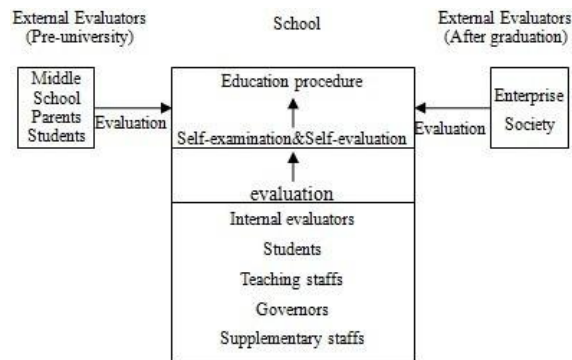 External Evaluators
(Pre-university)
School
External Evaluators
(After graduation)
Middle
School
Parents
Students
Evaluation
Education procedure
Self-examination&Self-evaluation
evaluation
Internal evaluators
Students
Teaching staffs
Governors
Supplementary staffs
Evaluation
Enterprise
Society